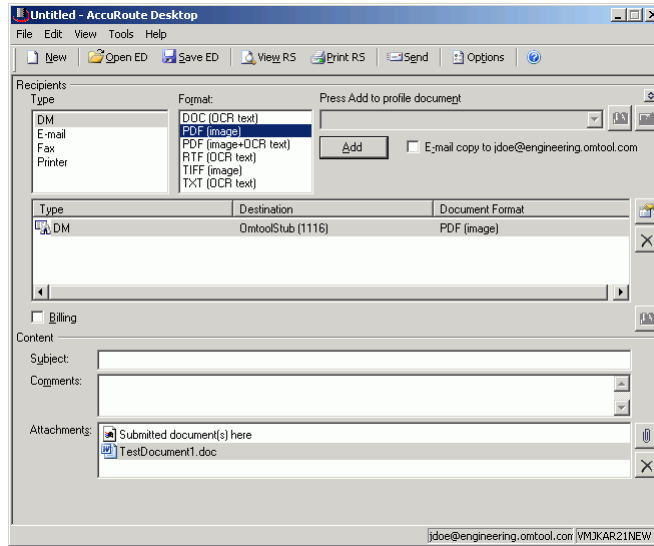 Untitled - AccuRoute Desktop
File Edit View Tools Help
New Open ED Save ED View RS Print RS Send Options
Recipients
Type Format: Press Add to profile document
DM
E-mail
Fax
Printer
DOC (OCR text)
PDF (image)
PDF (image+OCR text)
RTF (OCR text)
TIFF (image)
TXT (OCR text)
Add E-mail copy to jdoe@engineering.omtool.com
Type Destination Document Format
DM OmtoolStub (1116) PDF (image)
Billing
Content
Subject:
Comments:
Attachments: Submitted document(s) here
TestDocument1.doc
jdoe@engineering.omtool.com VMJKAR21NEW